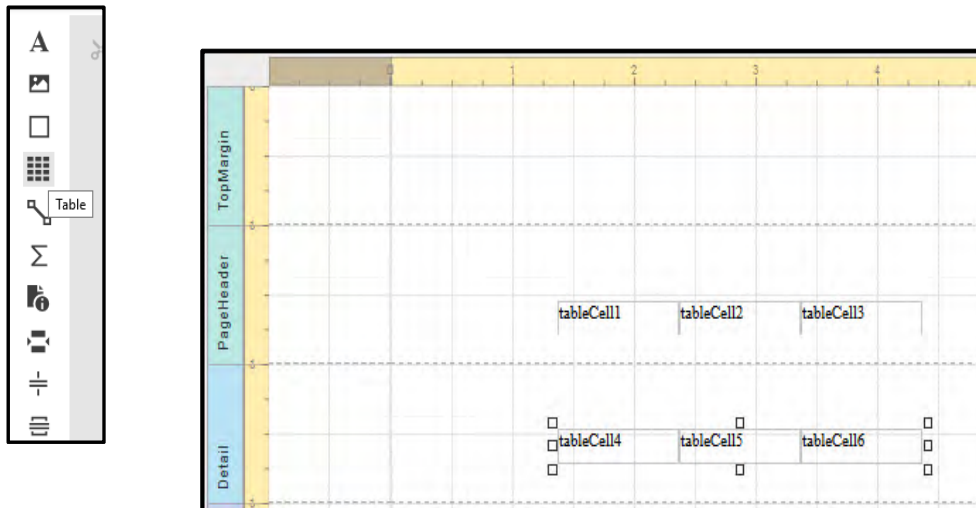 A
Table
Σ
0 1 2 3 4
TopMargin
PageHeader
tableCell1 tableCell2 tableCell3
Detail
tableCell4 tableCell5 tableCell6